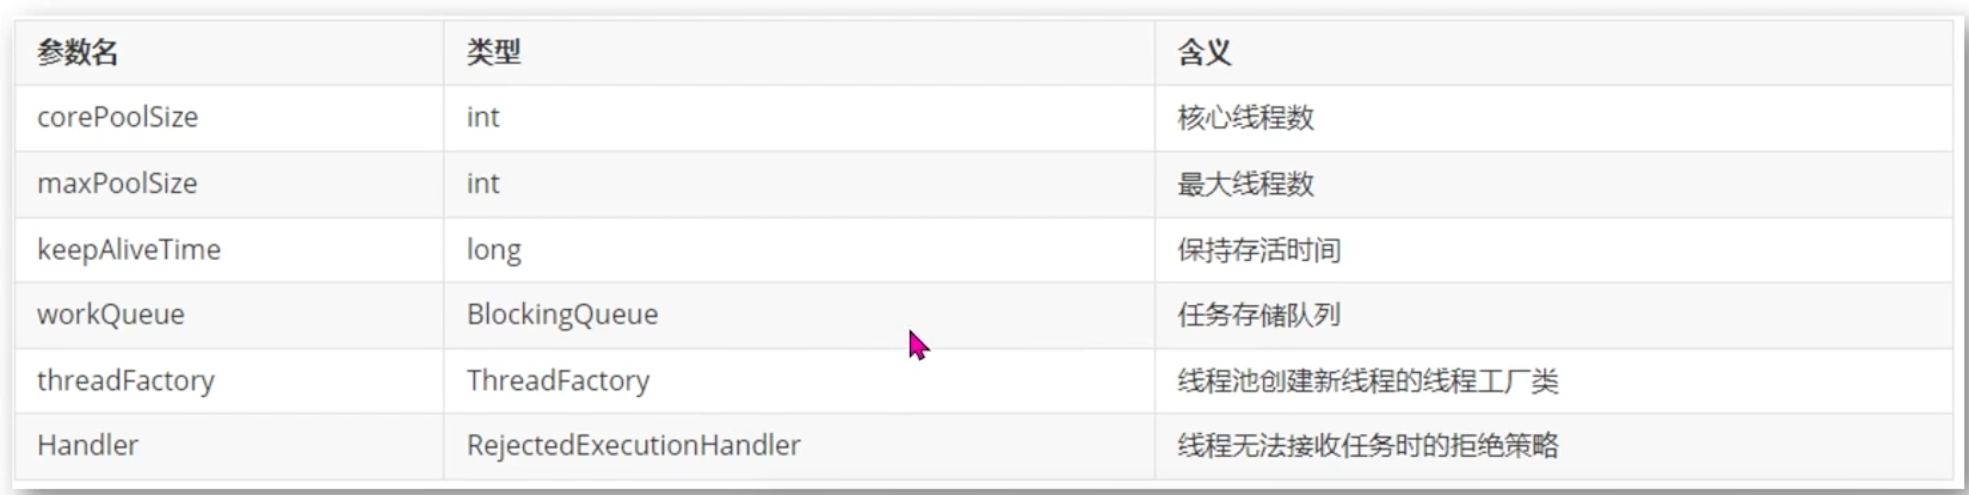 参数名 类型 含义
corePoolSize int 核心线程数
maxPoolSize int 最大线程数
keepAliveTime long 保持存活时间
workQueue BlockingQueue 任务存储队列
threadFactory ThreadFactory 线程池创建新线程的线程工厂类
Handler RejectedExecutionHandler 线程无法接收任务时的拒绝策略